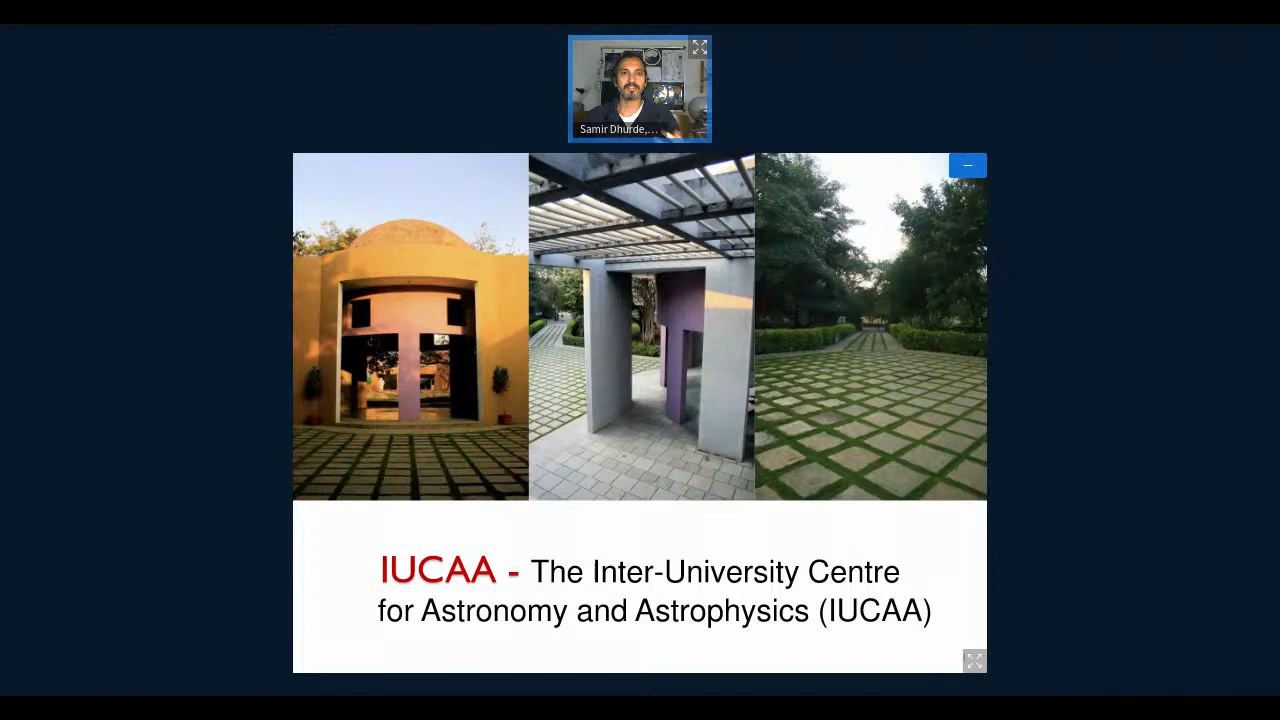 Samir Dhurde,...
IUCAA - The Inter-University Centre
for Astronomy and Astrophysics (IUCAA)